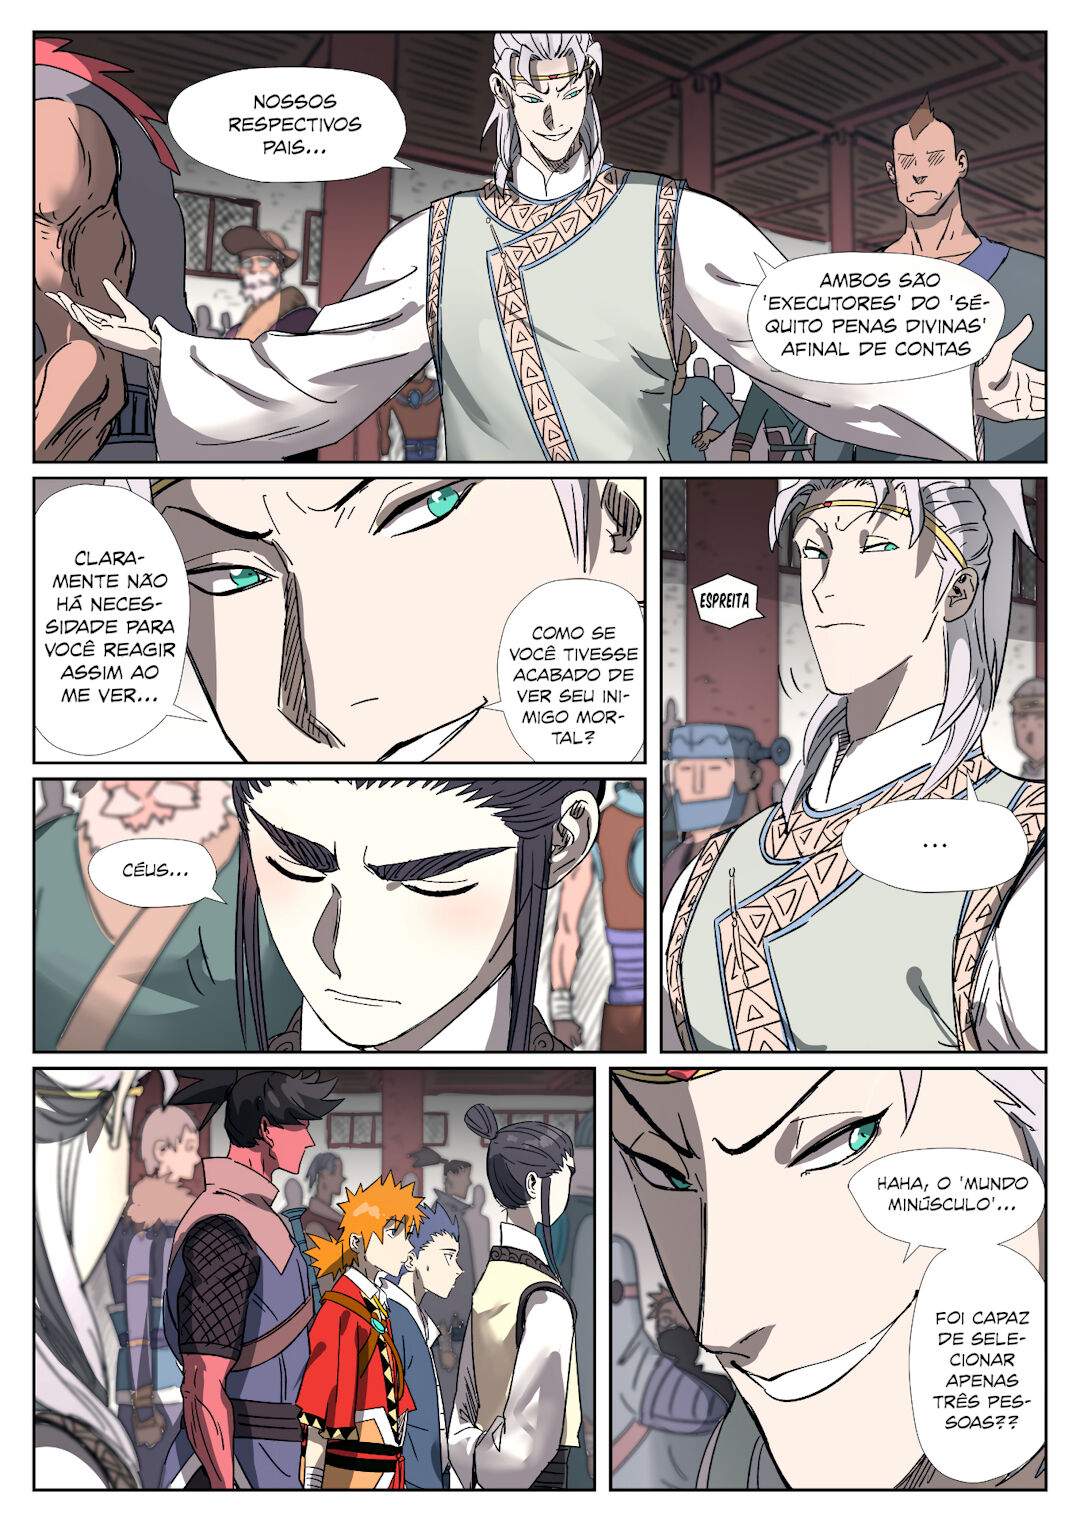 NOSSOS
RESPECTIVOS
PAIS...
AMBOS SÃO
'EXECUTORES' DO 'SÉ-
QUITO PENAS DIVINAS'
AFINAL DE CONTAS
CLARA-
MENTE NÃO
HÁ NECES-
SIDADE PARA
VOCÊ REAGIR
ASSIM AO
ME VER...
COMO SE
VOCÊ TIVESSE
ACABADO DE
VER SEU INI-
MIGO MOR-
TAL?
ESPREITA
...
CÉUS...
HAHA, O 'MUNDO
MINÚSCULO'...
FOI CAPAZ
DE SELE-
CIONAR
APENAS
TRÊS PES-
SOAS??